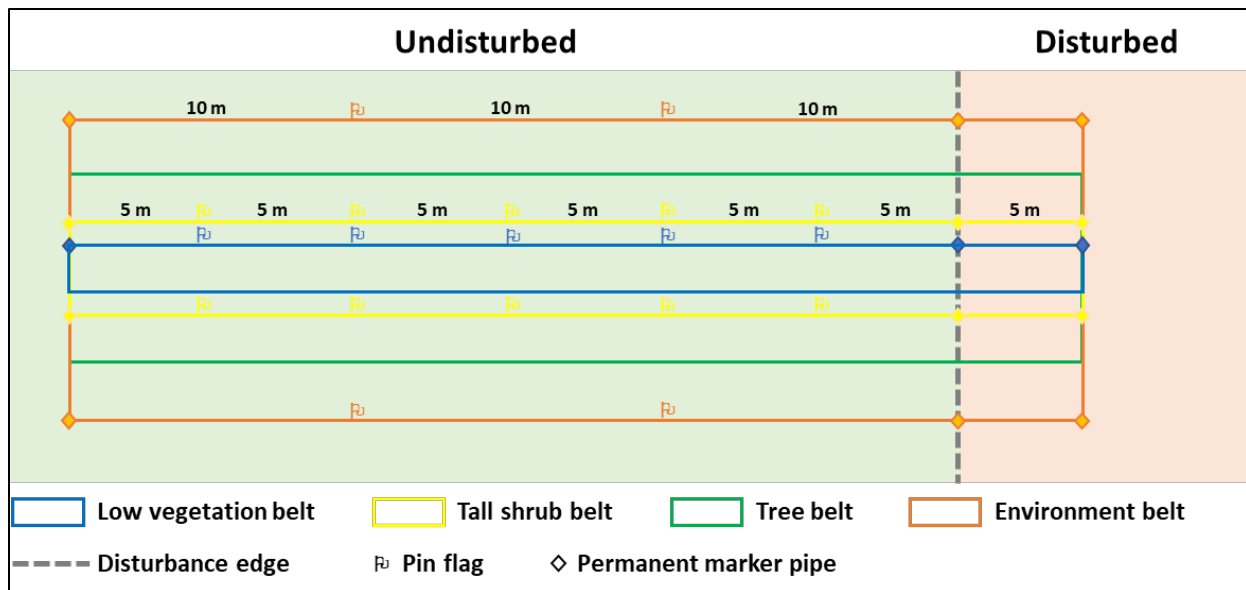 Undisturbed Disturbed
10 m 10 m 10 m
5 m 5 m 5 m 5 m 5 m 5 m 5 m
Low vegetation belt Tall shrub belt Tree belt Environment belt
Disturbance edge Pin flag Permanent marker pipe